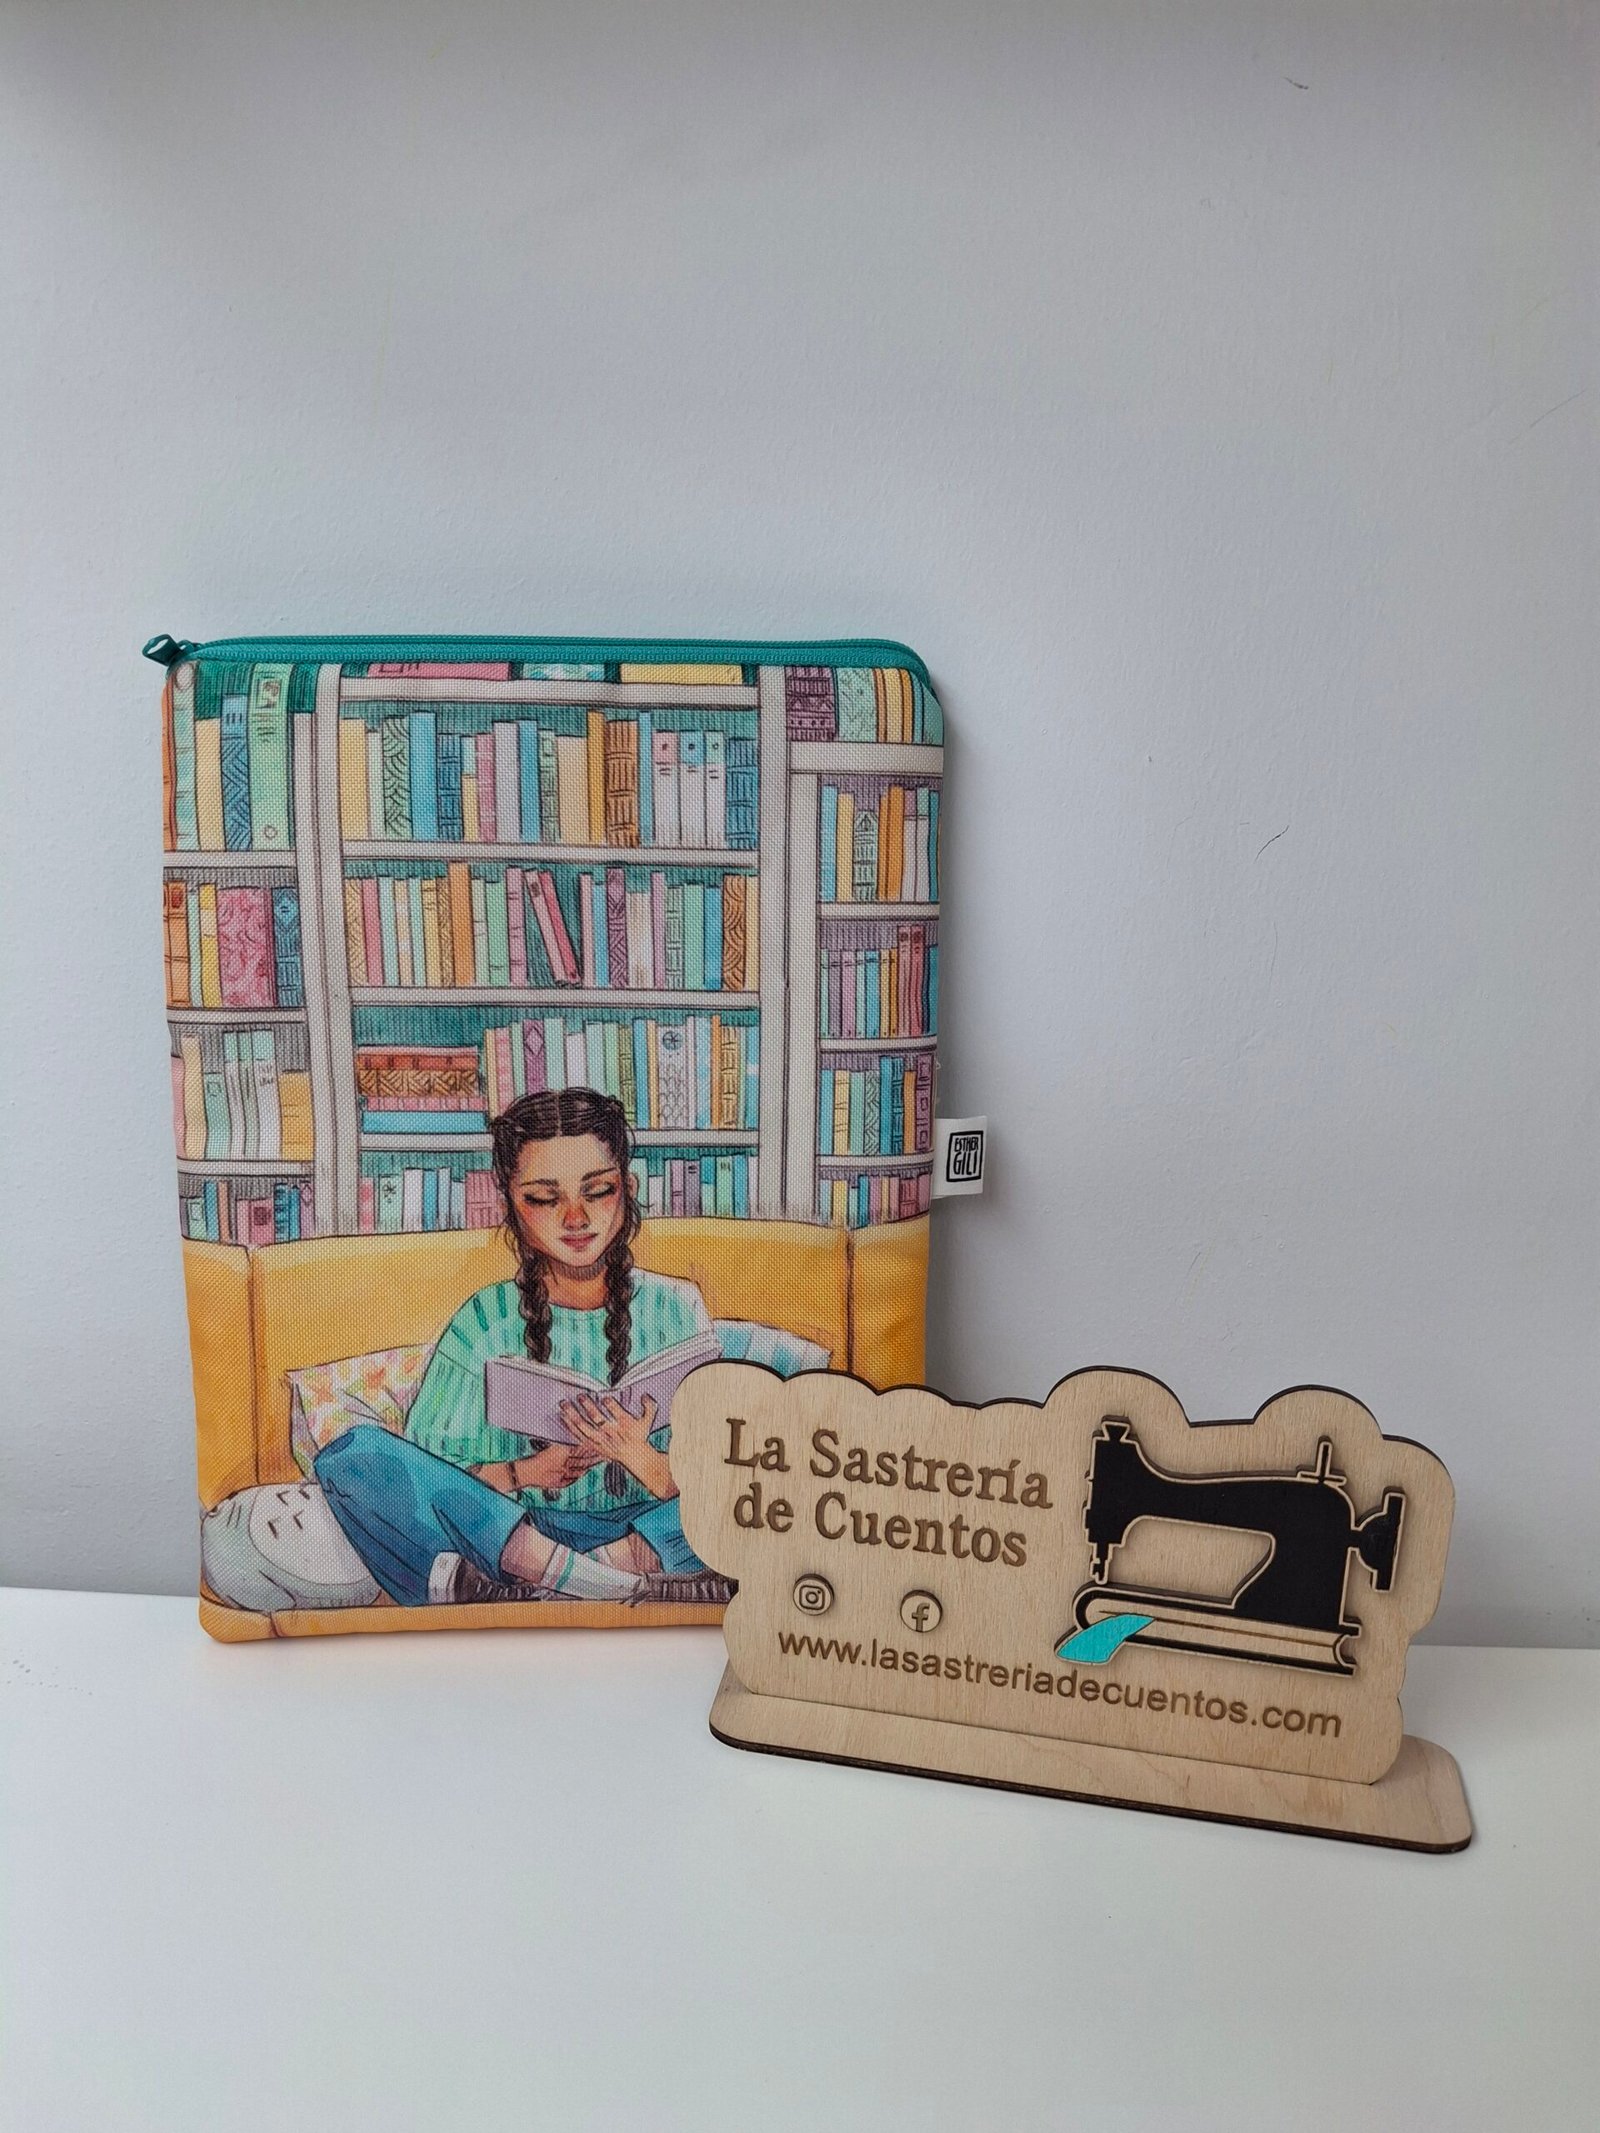 ESTHER
GILI
La Sastrería
de Cuentos
www.lasastreriadecuentos.com